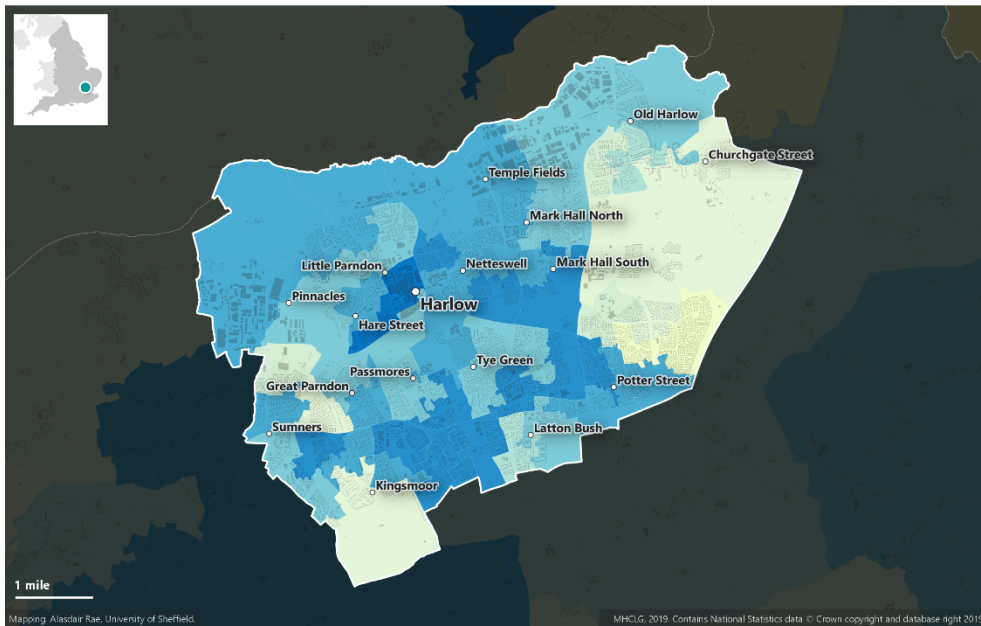 Old Harlow
Churchgate Street
Temple Fields
Mark Hall North
Little Parndon
Netteswell
Mark Hall South
Pinnacles
Harlow
Hare Street
Tye Green
Passmores
Great Parndon
Potter Street
Sumners
Latton Bush
Kingsmoor
1 mile
Mapping: Alasdair Rae, University of Sheffield.
MHCLG, 2019. Contains National Statistics data © Crown copyright and database right 2019